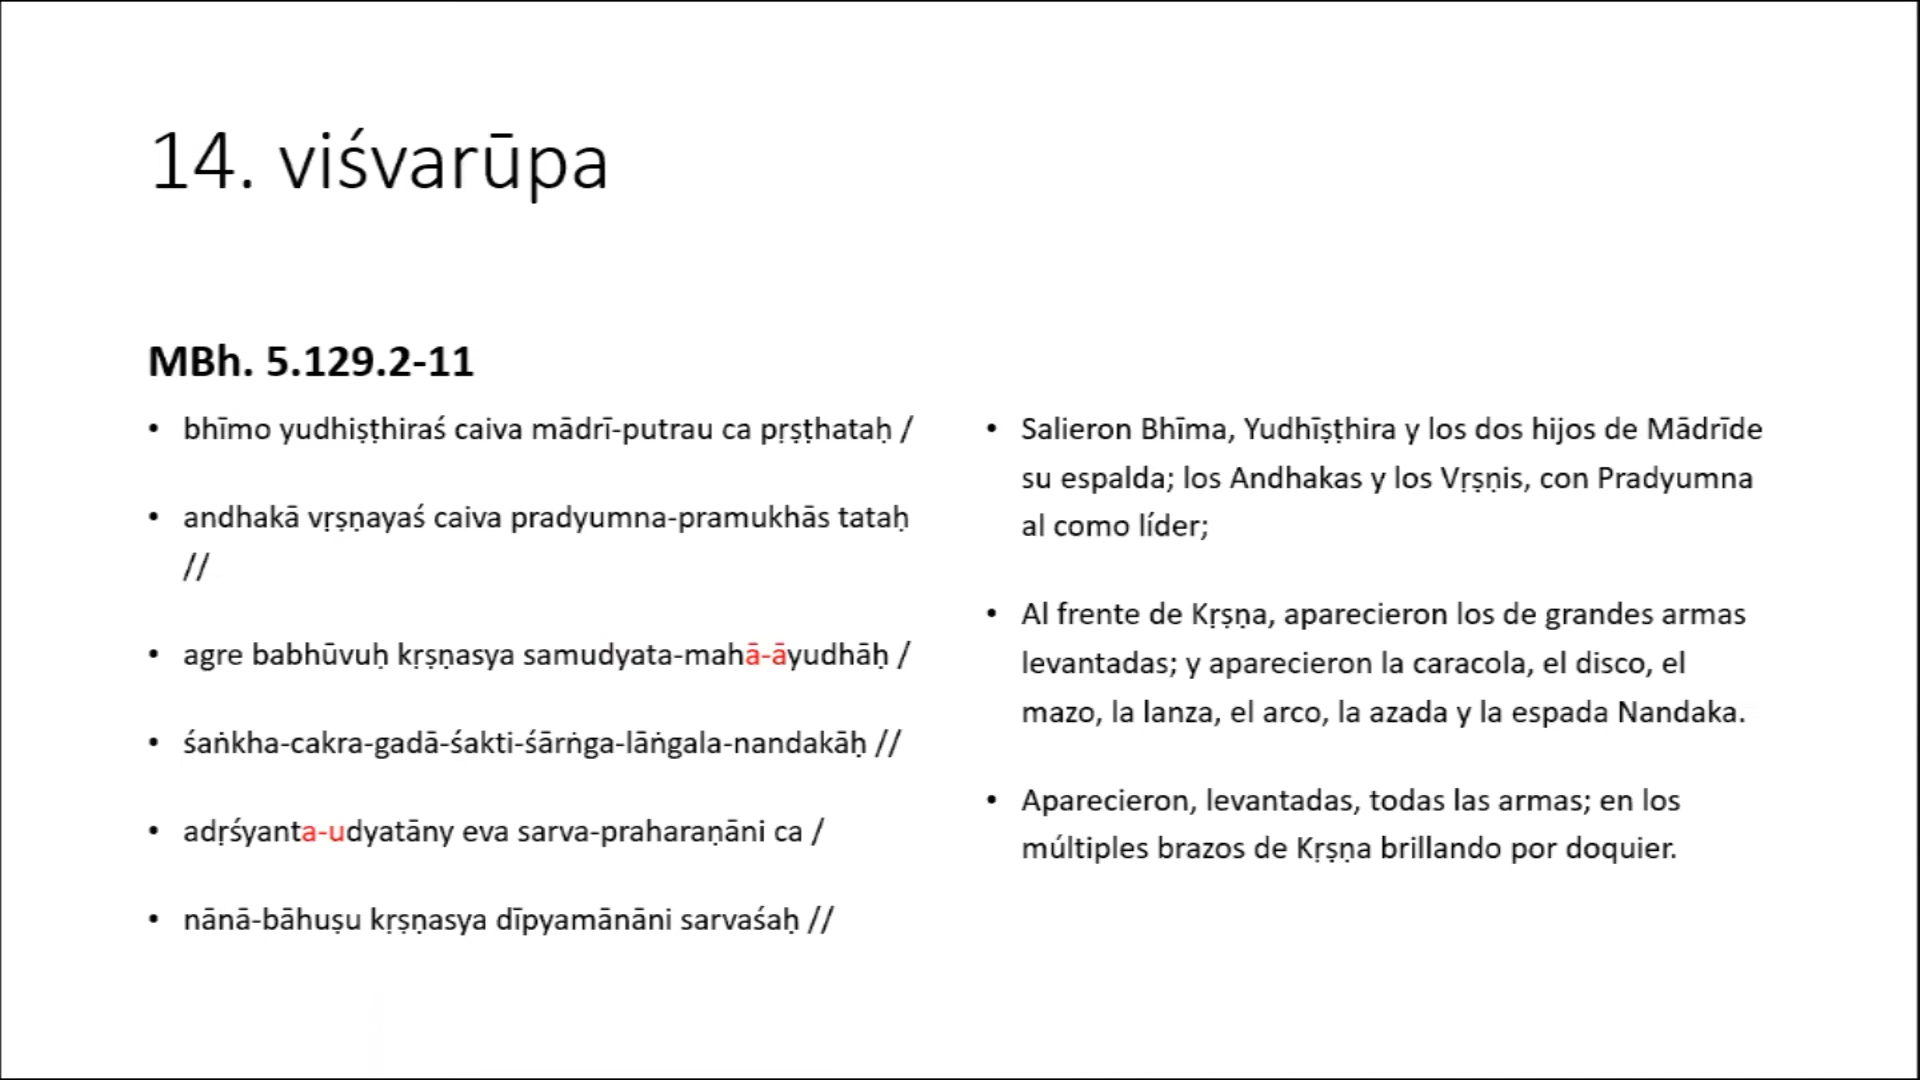 14. viśvarūpa
MBh. 5.129.2-11
• bhīmo yudhiṣṭhiraś caiva mādrī-putrau ca pṛṣṭhataḥ /
• andhakā vṛṣṇayaś caiva pradyumna-pramukhās tataḥ
//
• agre babhūvuḥ kṛṣṇasya samudyata-mahā-āyudhāḥ /
• śaṅkha-cakra-gadā-śakti-śārṅga-lāṅgala-nandakāḥ //
• adṛśyanta-udyatāny eva sarva-praharaṇāni ca /
• nānā-bāhuṣu kṛṣṇasya dīpyamānāni sarvaśaḥ //
• Salieron Bhīma, Yudhīṣṭhira y los dos hijos de Mādrīde
su espalda; los Andhakas y los Vṛṣṇis, con Pradyumna
al como líder;
• Al frente de Kṛṣṇa, aparecieron los de grandes armas
levantadas; y aparecieron la caracola, el disco, el
mazo, la lanza, el arco, la azada y la espada Nandaka.
• Aparecieron, levantadas, todas las armas; en los
múltiples brazos de Kṛṣṇa brillando por doquier.